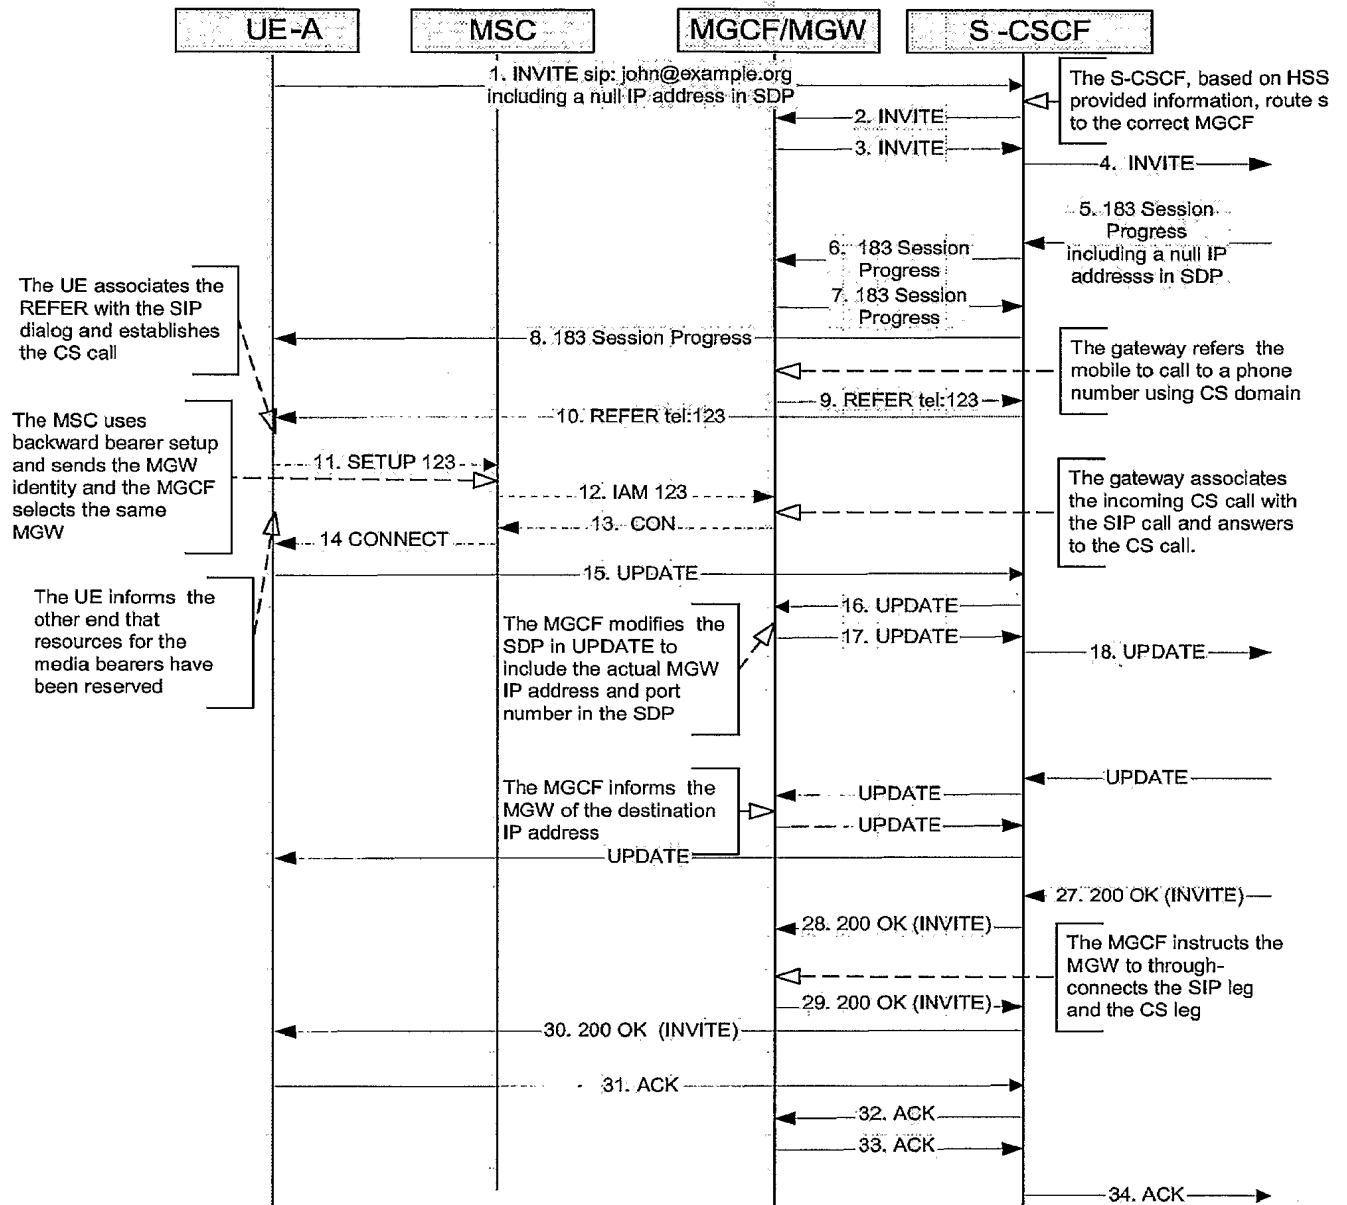 UE-A
MSC
MGCF/MGW
S -CSCF
1. INVITE sip: john@example.org
including a null IP address in SDP
The S-CSCF, based on HSS
provided information, route s
to the correct MGCF
2. INVITE
3. INVITE
4. INVITE
5. 183 Session
Progress
including a null IP
addresss in SDP
6. 183 Session
Progress
7. 183 Session
Progress
The UE associates the
REFER with the SIP
dialog and establishes
the CS call
8. 183 Session Progress
The gateway refers the
mobile to call to a phone
number using CS domain
9. REFER tel:123
10. REFER tel:123
The MSC uses
backward bearer setup
and sends the MGW
identity and the MGCF
selects the same
MGW
11. SETUP 123
12. IAM 123
13. CON
14 CONNECT
The gateway associates
the incoming CS call with
the SIP call and answers
to the CS call.
15. UPDATE
The UE informs the
other end that
resources for the
media bearers have
been reserved
16. UPDATE
The MGCF modifies the
SDP in UPDATE to
include the actual MGW
IP address and port
number in the SDP
17. UPDATE
18. UPDATE
UPDATE
UPDATE
The MGCF informs the
MGW of the destination
IP address
UPDATE
UPDATE
27. 200 OK (INVITE)
28. 200 OK (INVITE)
The MGCF instructs the
MGW to through-
connects the SIP leg
and the CS leg
29. 200 OK (INVITE)
30. 200 OK (INVITE)
31. ACK
32. ACK
33. ACK
34. ACK